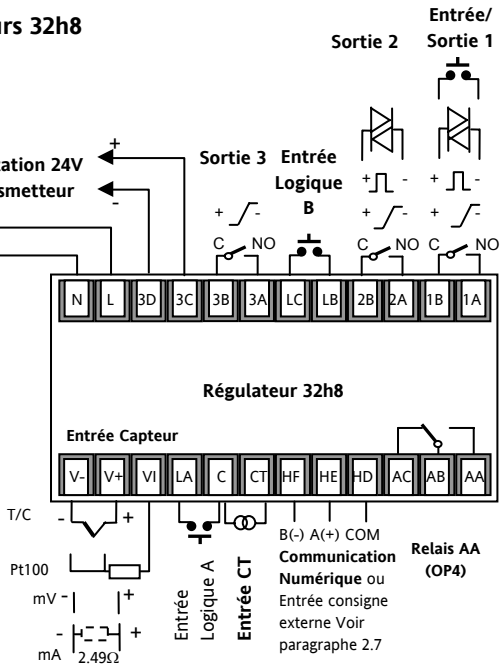 urs 32h8
Entrée/
Sortie 1
Sortie 2
ation 24V
smetteur
+
-
Sortie 3
Entrée
Logique
B
+ -
+ -
+ -
+ -
+ -
C NO
C NO
C NO
N L 3D 3C 3B 3A LC LB 2B 2A 1B 1A
Régulateur 32h8
Entrée Capteur
V- V+ VI LA C CT HF HE HD AC AB AA
T/C - +
Pt100
mV - +
mA - +
2.49Ω
Entrée
Logique A
Entrée CT
B(-) A(+) COM
Communication
Numérique ou
Entrée consigne
externe Voir
paragraphe 2.7
Relais AA
(OP4)